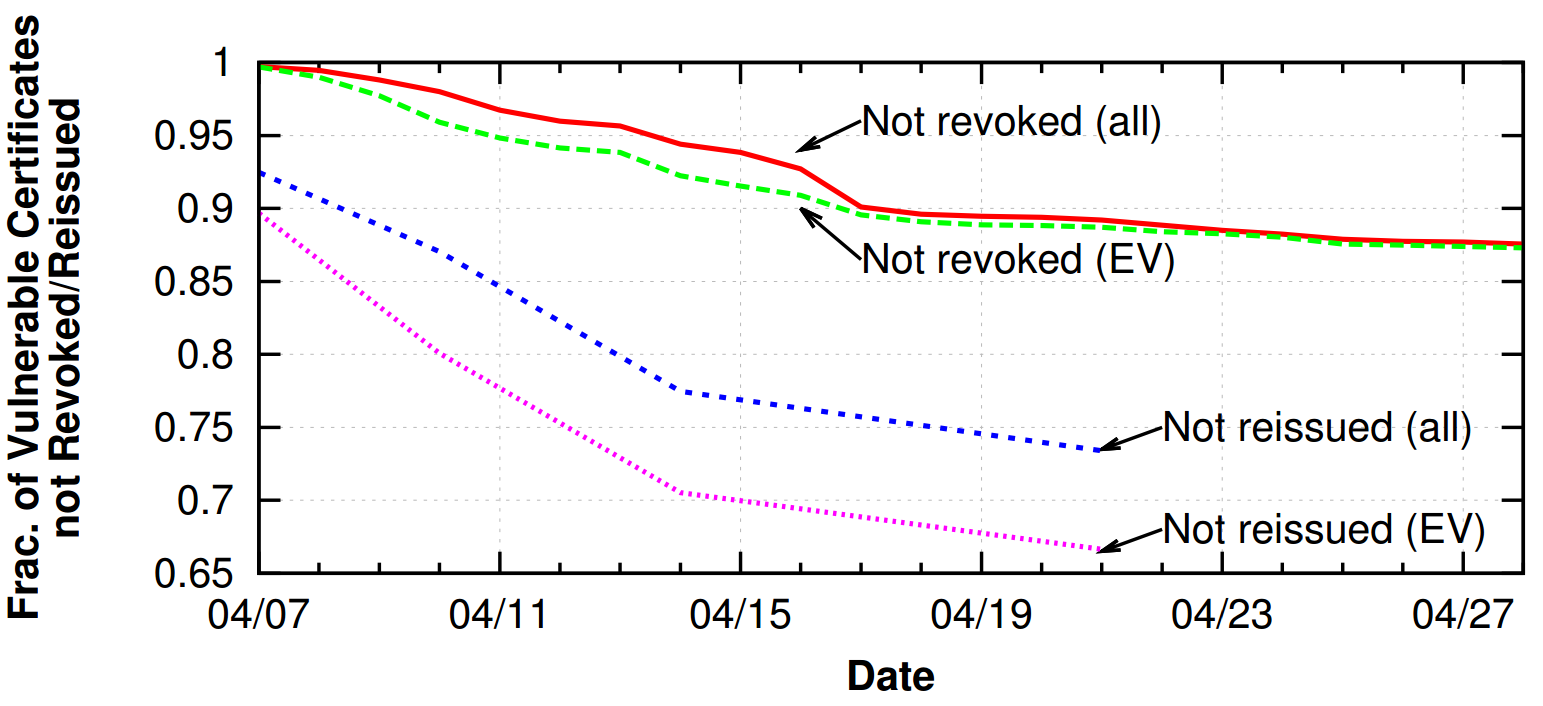 Frac. of Vulnerable Certificates
not Revoked/Reissued
1
0.95
0.9
0.85
0.8
0.75
0.7
0.65
Not revoked (all)
Not revoked (EV)
Not reissued (all)
Not reissued (EV)
04/07 04/11 04/15 04/19 04/23 04/27
Date